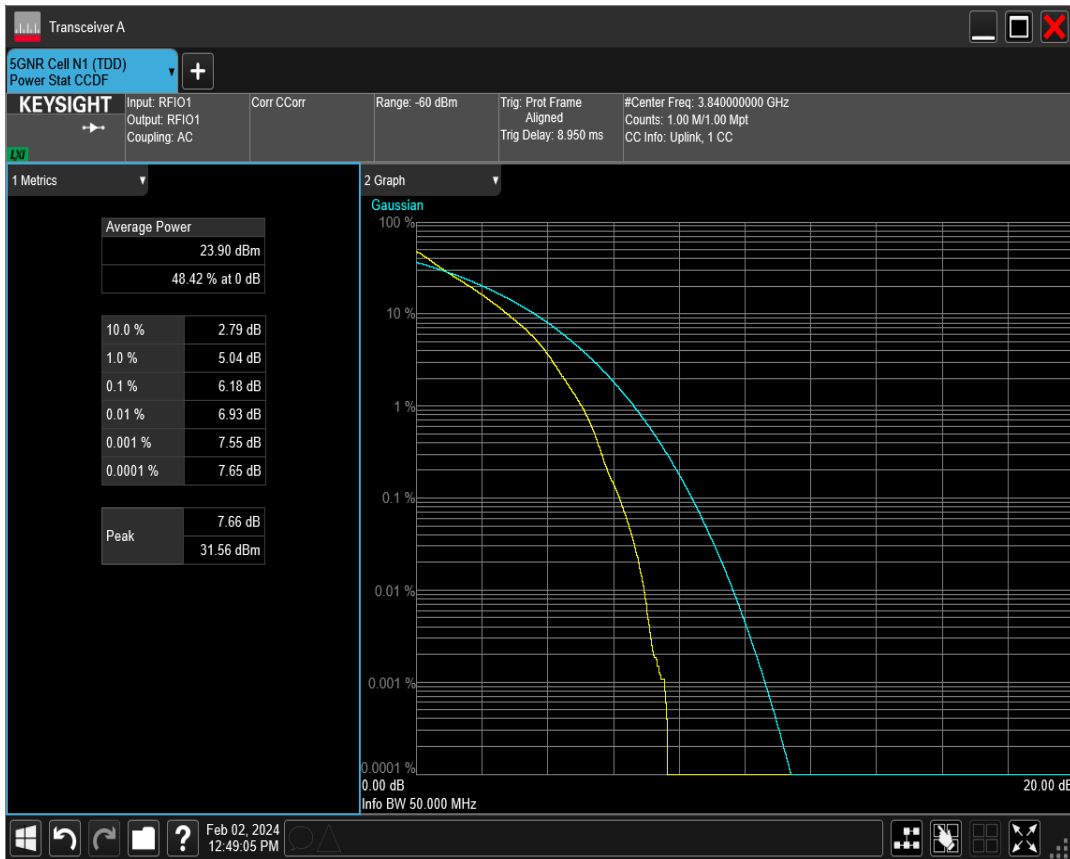 Transceiver A
5GNR Cell N1 (TDD)
Power Stat CCDF
+
KEYSIGHT
LXI
Input: RFIO1
Output: RFIO1
Coupling: AC
Corr CCorr
Range: -60 dBm
Trig: Prot Frame
Aligned
Trig Delay: 8.950 ms
#Center Freq: 3.840000000 GHz
Counts: 1.00 M/1.00 Mpt
CC Info: Uplink, 1 CC
1 Metrics
Average Power
23.90 dBm
48.42 % at 0 dB
10.0 % 2.79 dB
1.0 % 5.04 dB
0.1 % 6.18 dB
0.01 % 6.93 dB
0.001 % 7.55 dB
0.0001 % 7.65 dB
Peak
7.66 dB
31.56 dBm
2 Graph
Gaussian
100 %
10 %
1 %
0.1 %
0.01 %
0.001 %
0.0001 %
0.00 dB
20.00 dB
Info BW 50.000 MHz
?
Feb 02, 2024
12:49:05 PM